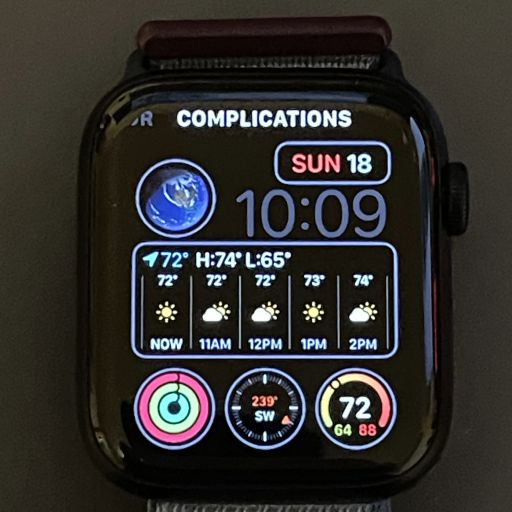 OR COMPLICATIONS
SUN 18
10:09
72° H:74° L:65°
72° 72° 72° 73° 74°
NOW 11AM 12PM 1PM 2PM
239° 72
SW
64 88